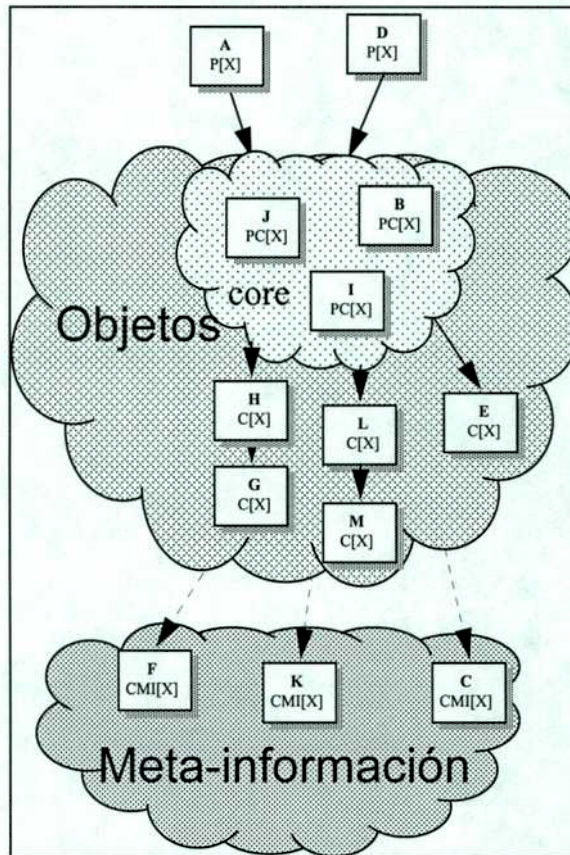 A
P[X]
D
P[X]
J
PC[X]
B
PC[X]
I
PC[X]
core
Objetos
H
C[X]
L
C[X]
E
C[X]
G
C[X]
M
C[X]
F
CMI[X]
K
CMI[X]
C
CMI[X]
Meta-información